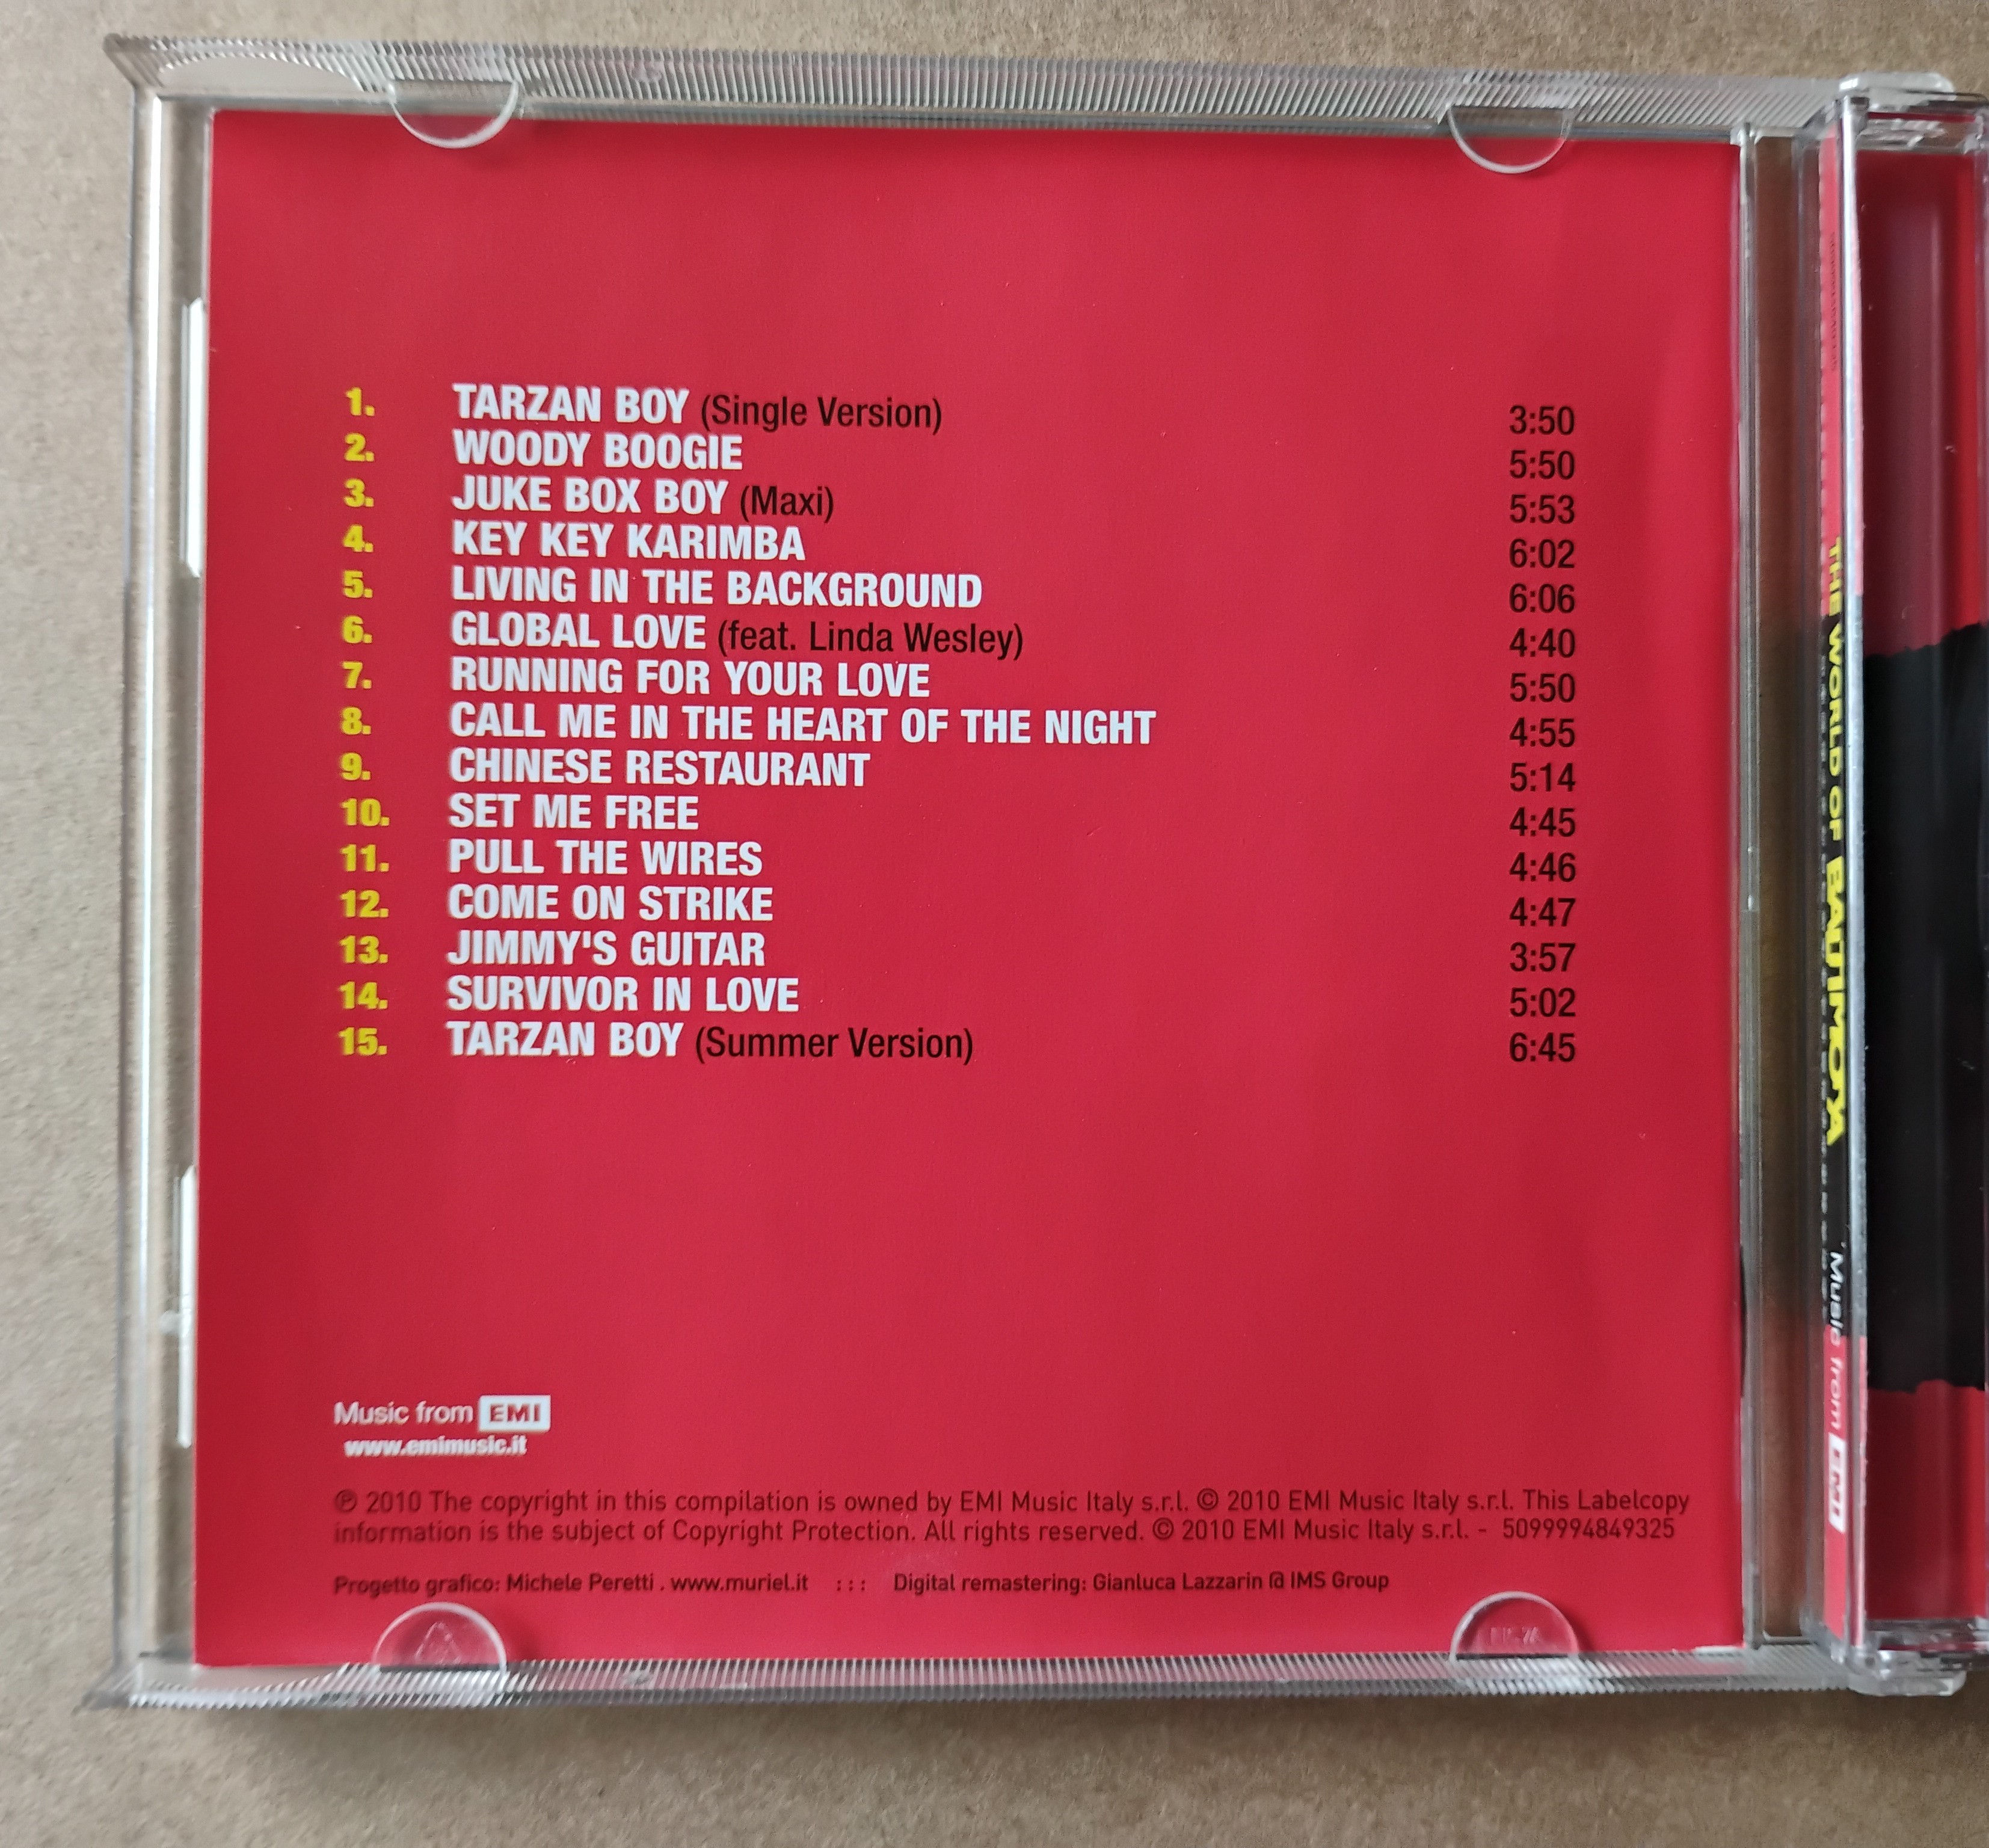 1. TARZAN BOY (Single Version) 3:50
2. WOODY BOOGIE 5:50
3. JUKE BOX BOY (Maxi) 5:53
4. KEY KEY KARIMBA 6:02
5. LIVING IN THE BACKGROUND 6:06
6. GLOBAL LOVE (feat. Linda Wesley) 4:40
7. RUNNING FOR YOUR LOVE 5:50
8. CALL ME IN THE HEART OF THE NIGHT 4:55
9. CHINESE RESTAURANT 5:14
10. SET ME FREE 4:45
11. PULL THE WIRES 4:46
12. COME ON STRIKE 4:47
13. JIMMY'S GUITAR 3:57
14. SURVIVOR IN LOVE 5:02
15. TARZAN BOY (Summer Version) 6:45
Music from EMI
www.emimusic.it
℗ 2010 The copyright in this compilation is owned by EMI Music Italy s.r.l. © 2010 EMI Music Italy s.r.l. This Labelcopy
information is the subject of Copyright Protection. All rights reserved. © 2010 EMI Music Italy s.r.l. - 5099994849325
Progetto grafico: Michele Peretti . www.muriel.it ::: Digital remastering: Gianluca Lazzarin @ IMS Group
THE WORLD OF BALTIMORA
Music from EMI